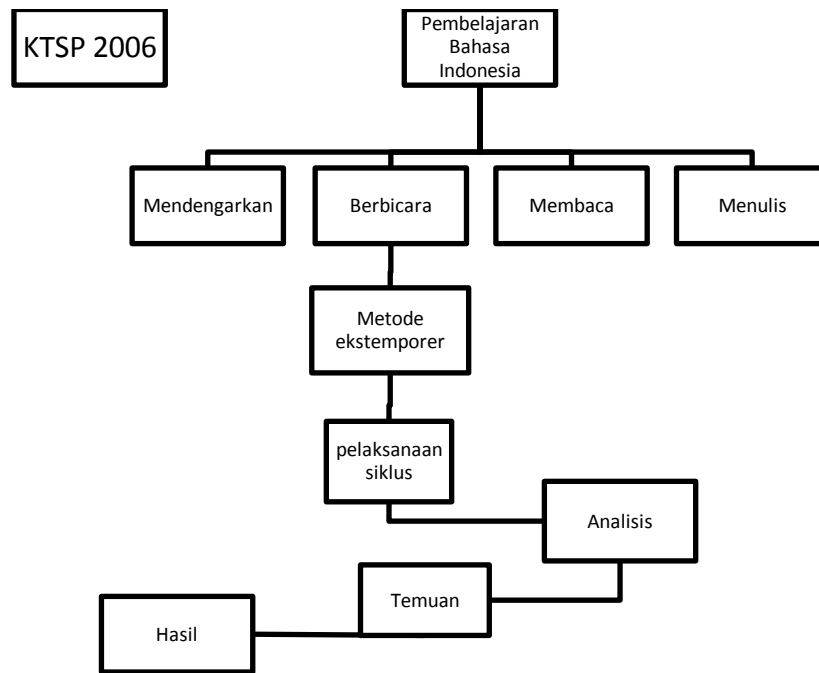 KTSP 2006
Pembelajaran
Bahasa
Indonesia
Mendengarkan
Berbicara
Membaca
Menulis
Metode
ekstemporer
pelaksanaan
siklus
Analisis
Temuan
Hasil